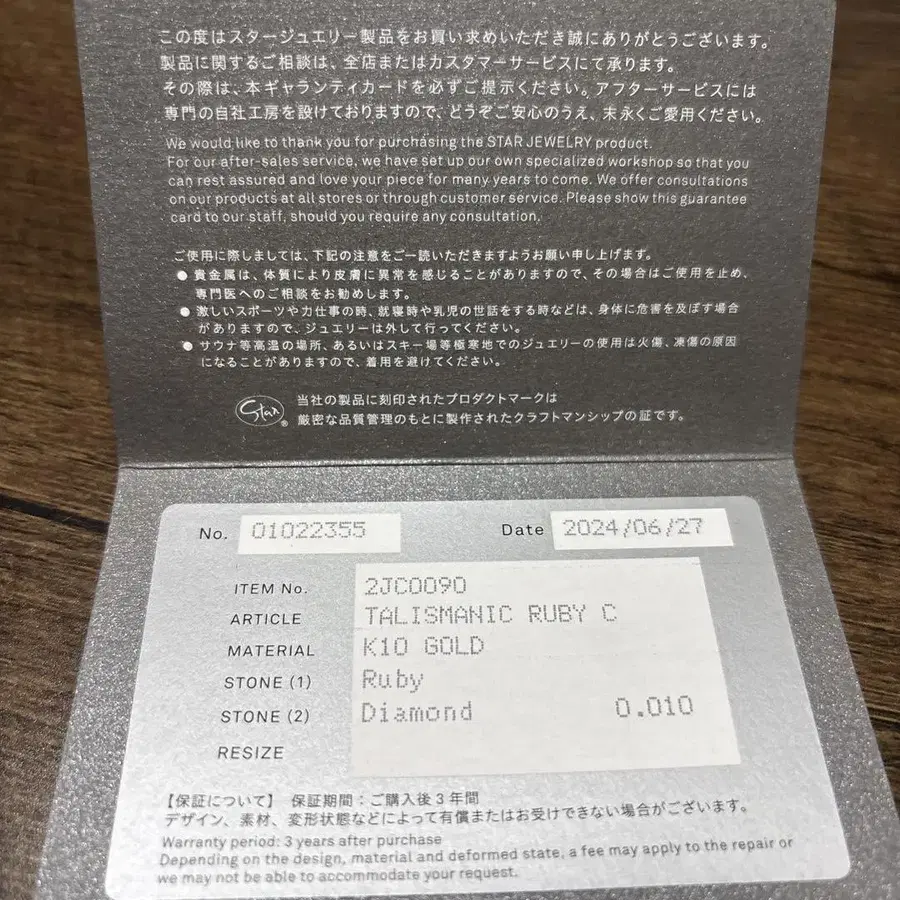 この度はスタージュエリー製品をお買い求めいただき誠にありがとうございます。
製品に関するご相談は、全店またはカスタマーサービスにて承ります。
その際は、本ギャランティカードを必ずご提示ください。アフターサービスには
専門の自社工房を設けておりますので、どうぞご安心のうえ、末永くご愛用ください。
We would like to thank you for purchasing the STAR JEWELRY product.
For our after-sales service, we have set up our own specialized workshop so that you
can rest assured and love your piece for many years to come. We offer consultations
on our products at all stores or through customer service. Please show this guarantee
card to our staff, should you require any consultation.
ご使用に際しましては、下記の注意をご一読いただきますようお願い申し上げます。
● 貴金属は、体質により皮膚に異常を感じることがありますので、その場合はご使用を止め、
専門医へのご相談をお勧めします。
● 激しいスポーツや力仕事の時、就寝時や乳児の世話をする時などは、身体に危害を及ぼす場合
がありますので、ジュエリーは外して行ってください。
● サウナ等高温の場所、あるいはスキー場等極寒地でのジュエリーの使用は火傷、凍傷の原因
になることがありますので、着用を避けてください。
Star ® 当社の製品に刻印されたプロダクトマークは
厳密な品質管理のもとに製作されたクラフトマンシップの証です。
No. 01022355 Date 2024/06/27
ITEM No. 2JC0090
ARTICLE TALISMANIC RUBY C
MATERIAL K10 GOLD
STONE (1) Ruby
STONE (2) Diamond 0.010
RESIZE
【保証について】 保証期間：ご購入後3年間
デザイン、素材、変形状態などによって有償またはお受けできない場合がございます。
Warranty period: 3 years after purchase
Depending on the design, material and deformed state, a fee may apply to the repair or
we may not be able to accommodate your request.